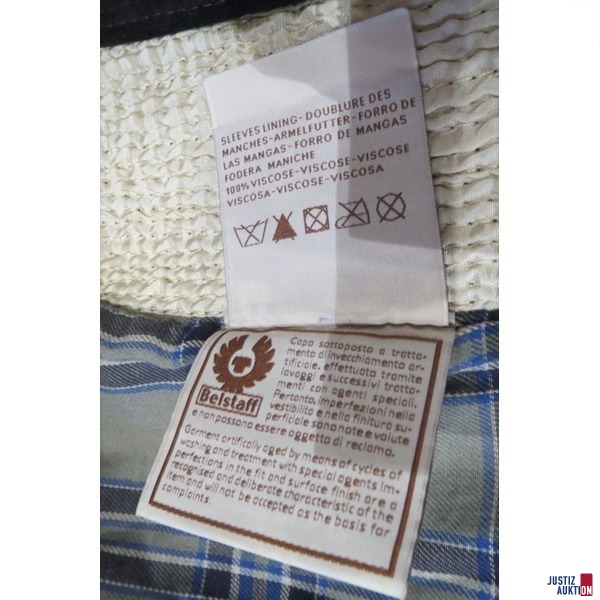 SLEEVES LINING-DOUBLURE DES
MANCHES-ARMELFUTTER-FORRO DE
LAS MANGAS-FORRO DE MANGAS
FODERA MANICHE
100% VISCOSE-VISCOSE-VISCOSE
VISCOSA-VISCOSE-VISCOSA
Belstaff
Capo sottoposto a tratta-
mento di invecchiamento ar-
tificiale, effettuato tramite
lavaggi e successivi tratta-
menti con agenti speciali.
Pertanto, imperfezioni nella
vestibilità e nella finitura su-
perficiale sono note e volute
e non possono essere oggetto di reclamo.
Garment artifically aged by means of cycles of
washing and treatment with special agents Im-
perfections in the fit and surface finish are a
recognised and deliberate characteristic of the
item and will not be accepted as the basis for
complaints.
JUSTIZ
AUKTION